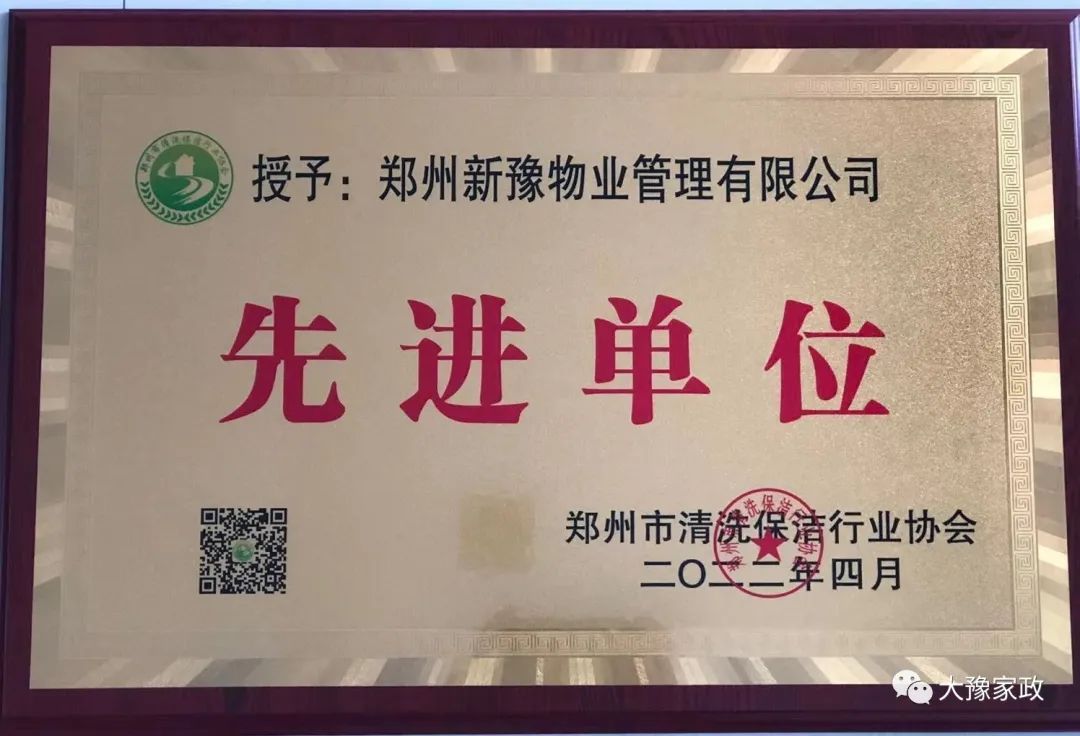 授予：郑州新豫物业管理有限公司
先进单位
郑州市清洗保洁行业协会
二〇二二年四月
大豫家政